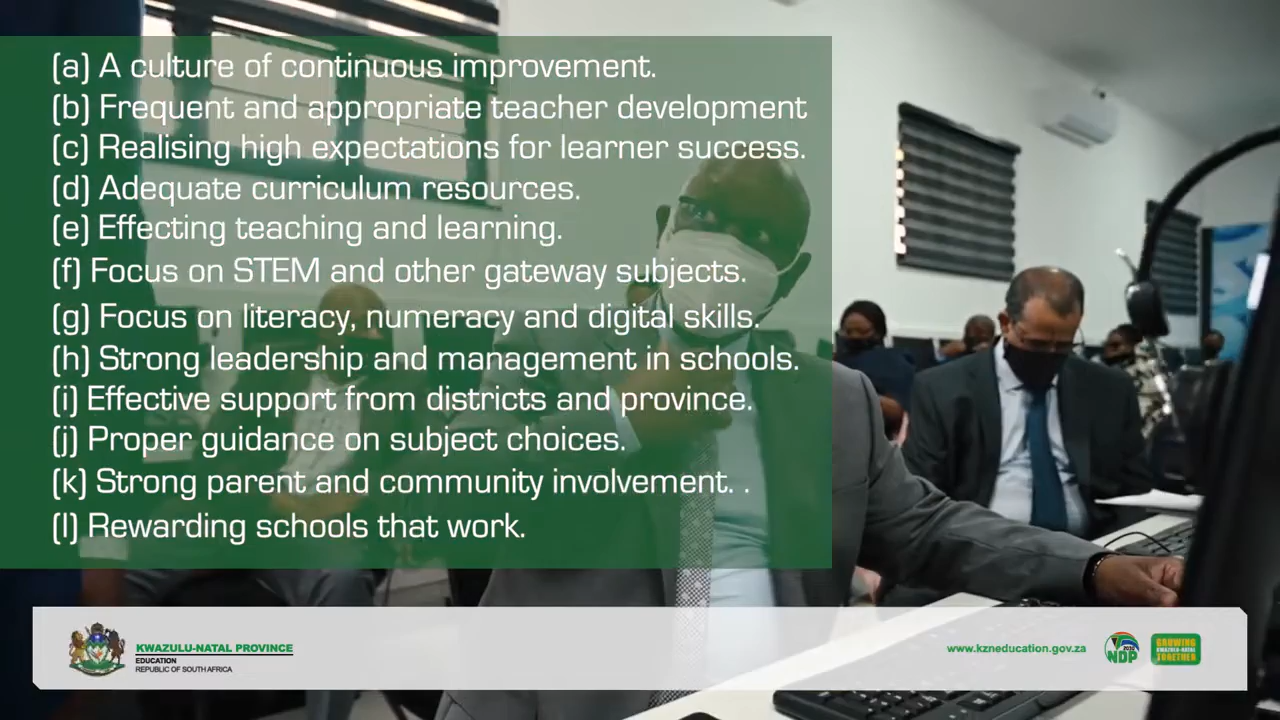 (a) A culture of continuous improvement.
(b) Frequent and appropriate teacher development
(c) Realising high expectations for learner success.
(d) Adequate curriculum resources.
(e) Effecting teaching and learning.
(f) Focus on STEM and other gateway subjects.
(g) Focus on literacy, numeracy and digital skills.
(h) Strong leadership and management in schools.
(i) Effective support from districts and province.
(j) Proper guidance on subject choices.
(k) Strong parent and community involvement. .
(l) Rewarding schools that work.
KWAZULU-NATAL PROVINCE
EDUCATION
REPUBLIC OF SOUTH AFRICA
www.kzneducation.gov.za
NDP
GROWING
KWAZULU-NATAL
TOGETHER